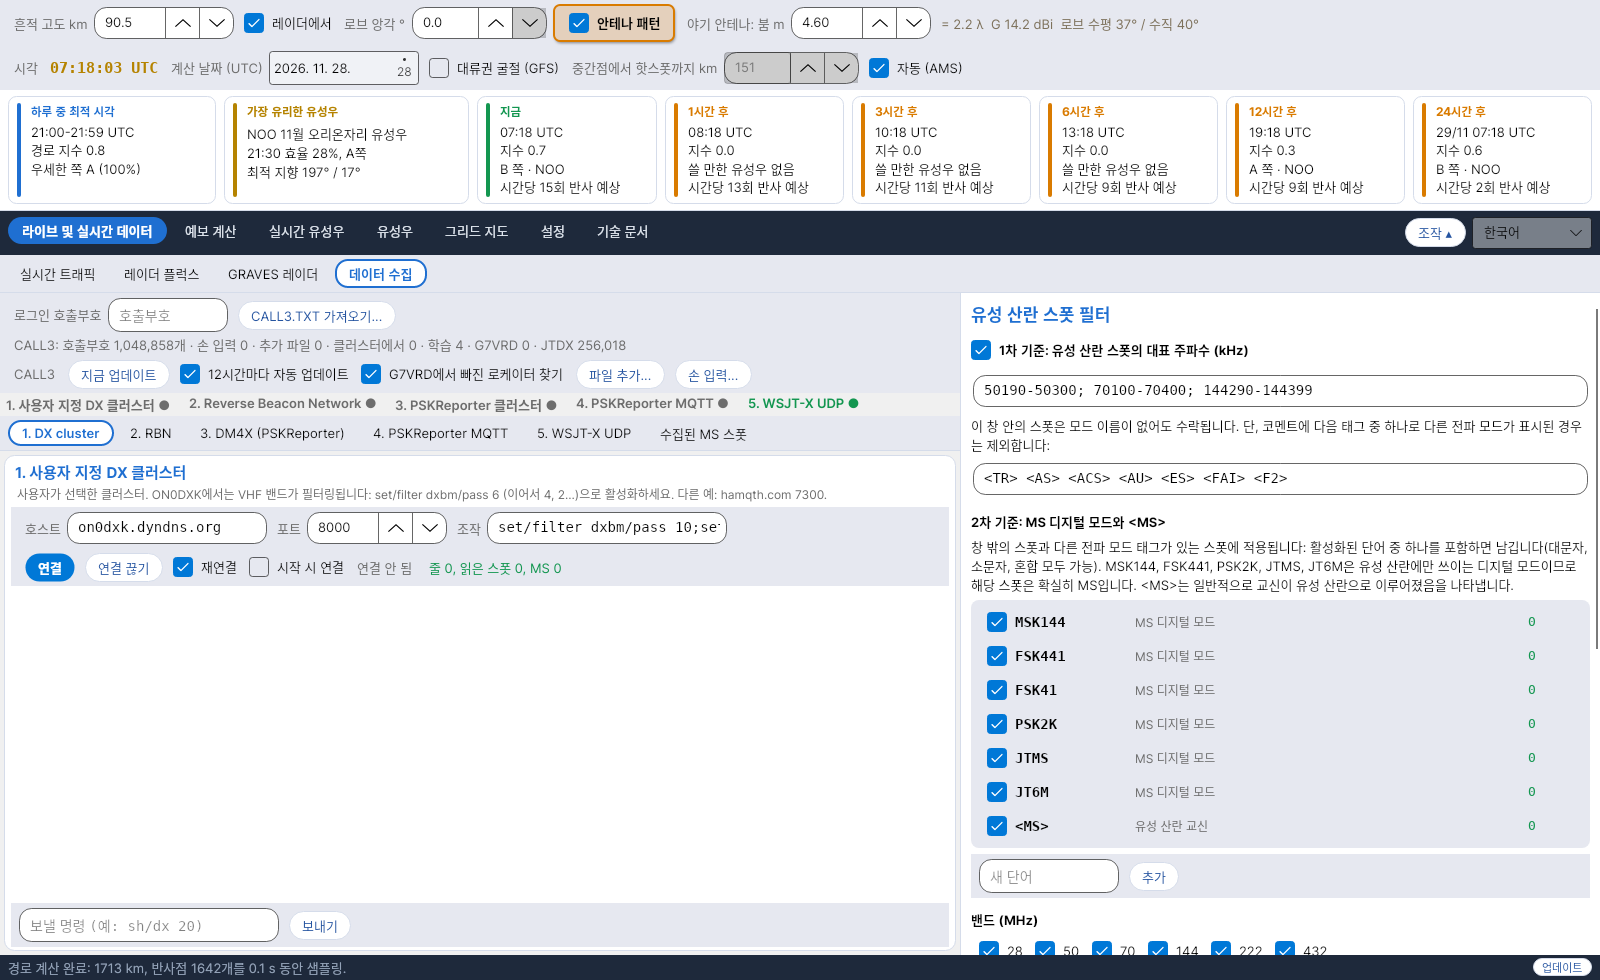 흔적 고도 km 90.5 레이더에서 로브 앙각 ° 0.0 안테나 패턴 야기 안테나: 붐 m 4.60 = 2.2 λ G 14.2 dBi 로브 수평 37° / 수직 40°
시각 07:18:03 UTC 계산 날짜 (UTC) 2026. 11. 28. 28 대류권 굴절 (GFS) 중간점에서 핫스폿까지 km 151 자동 (AMS)
하루 중 최적 시각
21:00-21:59 UTC
경로 지수 0.8
우세한 쪽 A (100%)
가장 유리한 유성우
NOO 11월 오리온자리 유성우
21:30 효율 28%, A쪽
최적 지향 197° / 17°
지금
07:18 UTC
지수 0.7
B 쪽 · NOO
시간당 15회 반사 예상
1시간 후
08:18 UTC
지수 0.0
쓸 만한 유성우 없음
시간당 13회 반사 예상
3시간 후
10:18 UTC
지수 0.0
쓸 만한 유성우 없음
시간당 11회 반사 예상
6시간 후
13:18 UTC
지수 0.0
쓸 만한 유성우 없음
시간당 9회 반사 예상
12시간 후
19:18 UTC
지수 0.3
A 쪽 · NOO
시간당 9회 반사 예상
24시간 후
29/11 07:18 UTC
지수 0.6
B 쪽 · NOO
시간당 2회 반사 예상
라이브 및 실시간 데이터 예보 계산 실시간 유성우 유성우 그리드 지도 설정 기술 문서 조작 ▴ 한국어
실시간 트래픽 레이더 플럭스 GRAVES 레이더 데이터 수집
로그인 호출부호 호출부호 CALL3.TXT 가져오기...
CALL3: 호출부호 1,048,858개 · 손 입력 0 · 추가 파일 0 · 클러스터에서 0 · 학습 4 · G7VRD 0 · JTDX 256,018
CALL3 지금 업데이트 12시간마다 자동 업데이트 G7VRD에서 빠진 로케이터 찾기 파일 추가... 손 입력...
1. 사용자 지정 DX 클러스터 ● 2. Reverse Beacon Network ● 3. PSKReporter 클러스터 ● 4. PSKReporter MQTT ● 5. WSJT-X UDP ●
1. DX cluster 2. RBN 3. DM4X (PSKReporter) 4. PSKReporter MQTT 5. WSJT-X UDP 수집된 MS 스폿
1. 사용자 지정 DX 클러스터
사용자가 선택한 클러스터. ON0DXK에서는 VHF 밴드가 필터링됩니다: set/filter dxbm/pass 6 (이어서 4, 2...)으로 활성화하세요. 다른 예: hamqth.com 7300.
호스트 on0dxk.dyndns.org 포트 8000 조작 set/filter dxbm/pass 10;se
연결 연결 끊기 재연결 시작 시 연결 연결 안 됨 줄 0, 읽은 스폿 0, MS 0
보낼 명령 (예: sh/dx 20) 보내기
유성 산란 스폿 필터
1차 기준: 유성 산란 스폿의 대표 주파수 (kHz)
50190-50300; 70100-70400; 144290-144399
이 창 안의 스폿은 모드 이름이 없어도 수락됩니다. 단, 코멘트에 다음 태그 중 하나로 다른 전파 모드가 표시된 경우
는 제외합니다:
<TR> <AS> <ACS> <AU> <ES> <FAI> <F2>
2차 기준: MS 디지털 모드와 <MS>
창 밖의 스폿과 다른 전파 모드 태그가 있는 스폿에 적용됩니다: 활성화된 단어 중 하나를 포함하면 남깁니다(대문자,
소문자, 혼합 모두 가능). MSK144, FSK441, PSK2K, JTMS, JT6M은 유성 산란에만 쓰이는 디지털 모드이므로
해당 스폿은 확실히 MS입니다. <MS>는 일반적으로 교신이 유성 산란으로 이루어졌음을 나타냅니다.
MSK144 MS 디지털 모드 0
FSK441 MS 디지털 모드 0
FSK41 MS 디지털 모드 0
PSK2K MS 디지털 모드 0
JTMS MS 디지털 모드 0
JT6M MS 디지털 모드 0
<MS> 유성 산란 교신 0
새 단어 추가
밴드 (MHz)
28 50 70 144 222 432
경로 계산 완료: 1713 km, 반사점 1642개를 0.1 s 동안 샘플링. 업데이트